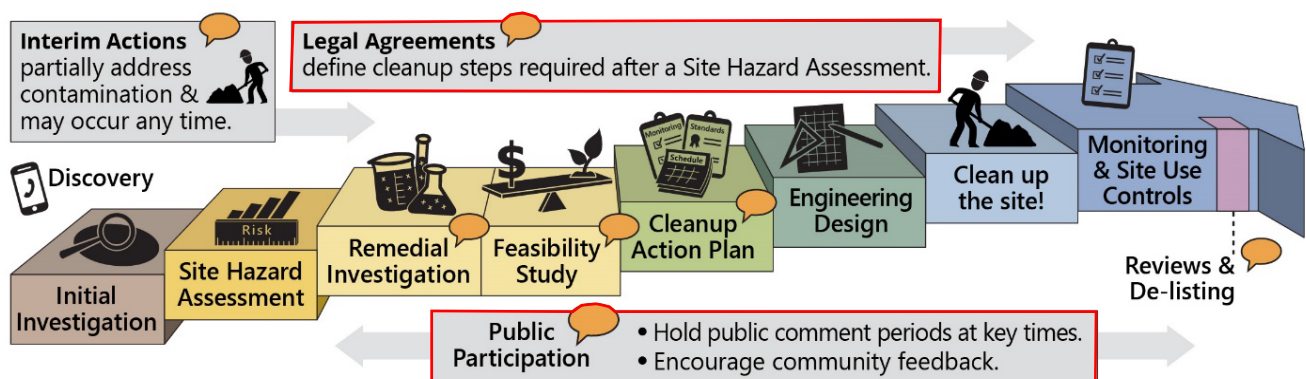 Interim Actions
partially address
contamination &
may occur any time.
Legal Agreements
define cleanup steps required after a Site Hazard Assessment.
Discovery
Initial
Investigation
Risk
Site Hazard
Assessment
Remedial
Investigation
$
Feasibility
Study
Monitoring
Standards
Schedule
Cleanup
Action Plan
Engineering
Design
Clean up
the site!
Monitoring
& Site Use
Controls
Reviews &
De-listing
Public
Participation
• Hold public comment periods at key times.
• Encourage community feedback.